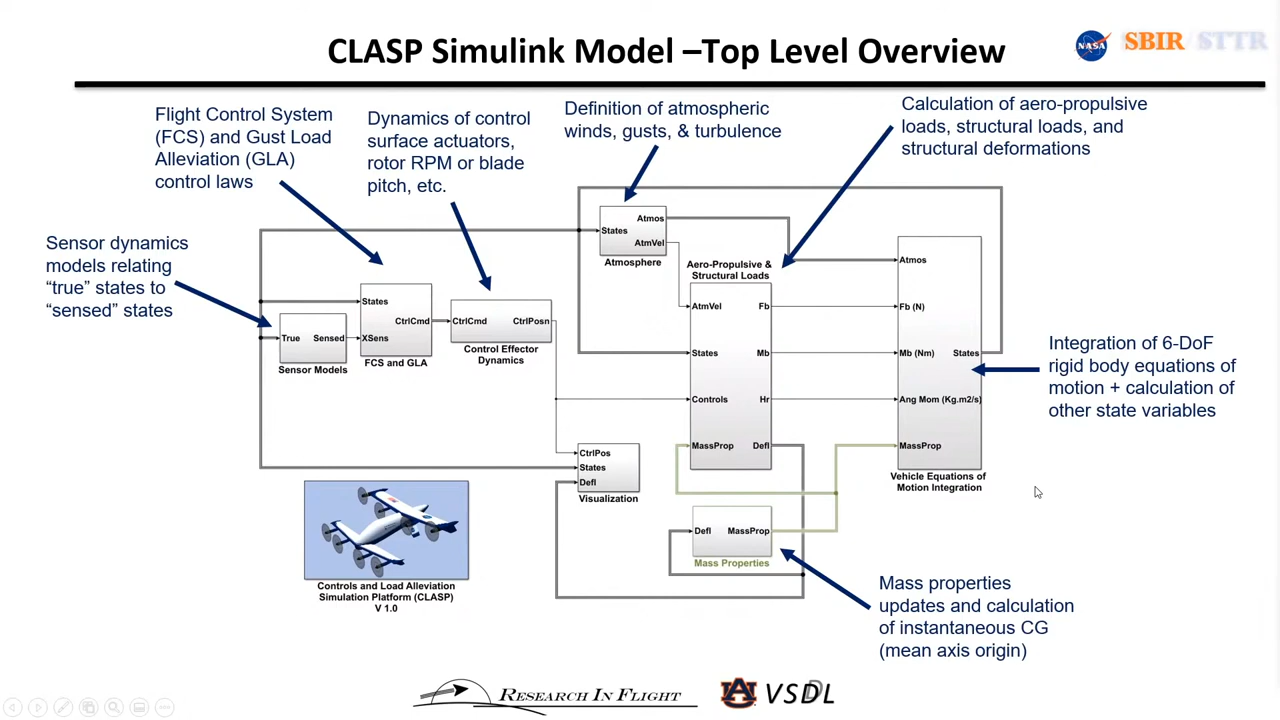 CLASP Simulink Model –Top Level Overview
NASA
SBIR STTR
Flight Control System
(FCS) and Gust Load
Alleviation (GLA)
control laws
Dynamics of control
surface actuators,
rotor RPM or blade
pitch, etc.
Definition of atmospheric
winds, gusts, & turbulence
Calculation of aero-propulsive
loads, structural loads, and
structural deformations
Sensor dynamics
models relating
“true” states to
“sensed” states
States
Atmos
AtmVel
Atmosphere
True
Sensed
Sensor Models
States
XSens
CtrlCmd
FCS and GLA
CtrlCmd
CtrlPosn
Control Effector
Dynamics
Aero-Propulsive &
Structural Loads
AtmVel
Fb
States
Mb
Controls
Hr
MassProp
Defl
Atmos
Fb (N)
Mb (Nm)
States
Ang Mom (Kg.m2/s)
MassProp
Vehicle Equations of
Motion Integration
Integration of 6-DoF
rigid body equations of
motion + calculation of
other state variables
CtrlPos
States
Defl
Visualization
Defl
MassProp
Mass Properties
Controls and Load Alleviation
Simulation Platform (CLASP)
V 1.0
Mass properties
updates and calculation
of instantaneous CG
(mean axis origin)
RESEARCH IN FLIGHT
VSDL